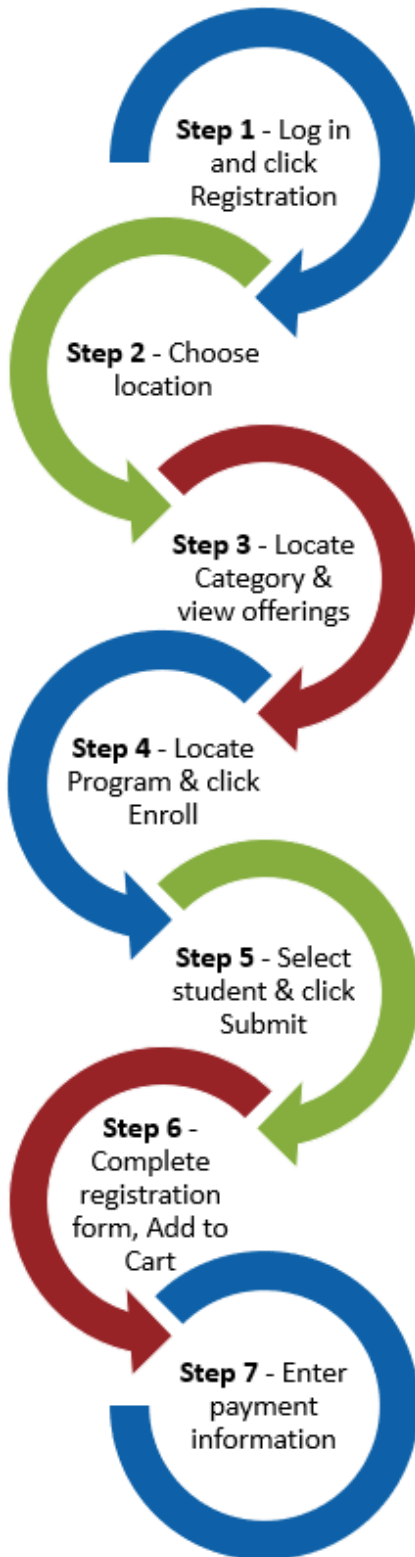 Step 1 - Log in
and click
Registration
Step 2 - Choose
location
Step 3 - Locate
Category &
view offerings
Step 4 - Locate
Program & click
Enroll
Step 5 - Select
student & click
Submit
Step 6 -
Complete
registration
form, Add to
Cart
Step 7 - Enter
payment
information